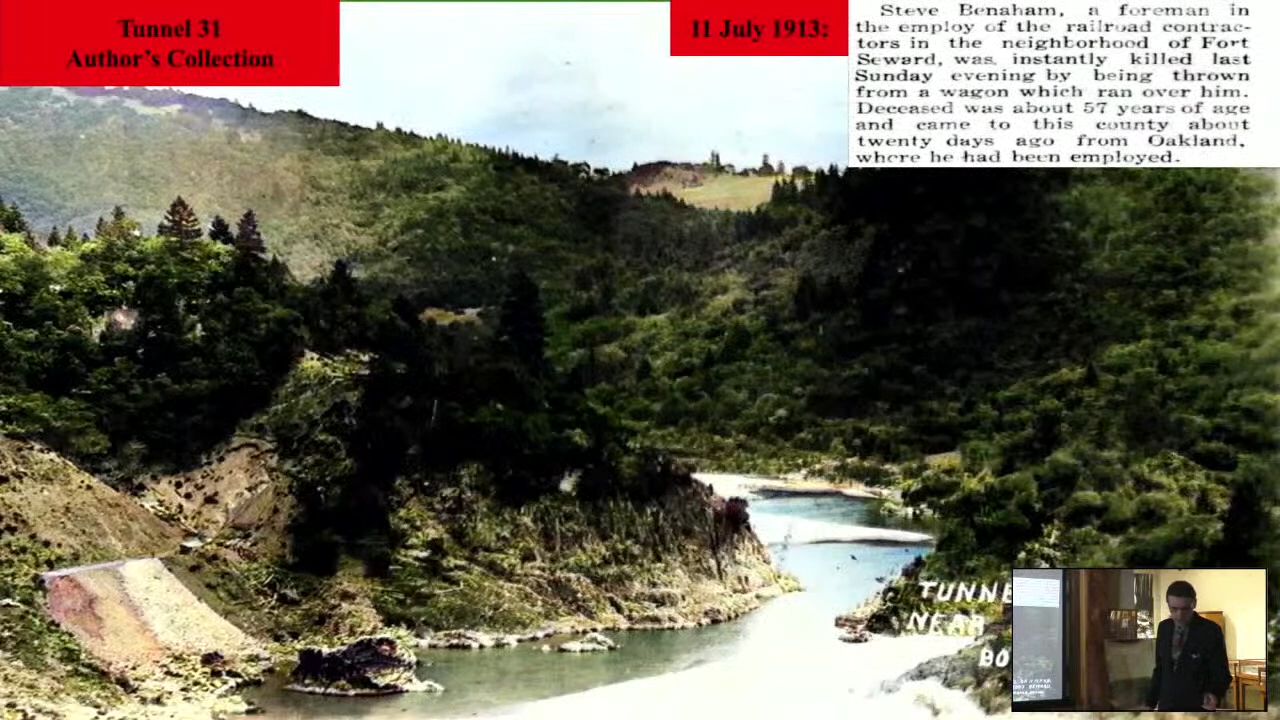 Tunnel 31
Author's Collection
11 July 1913:
Steve Benaham, a foreman in
the employ of the railroad contrac-
tors in the neighborhood of Fort
Seward, was instantly killed last
Sunday evening by being thrown
from a wagon which ran over him.
Deceased was about 57 years of age
and came to this county about
twenty days ago from Oakland,
where he had been employed.
NEAR